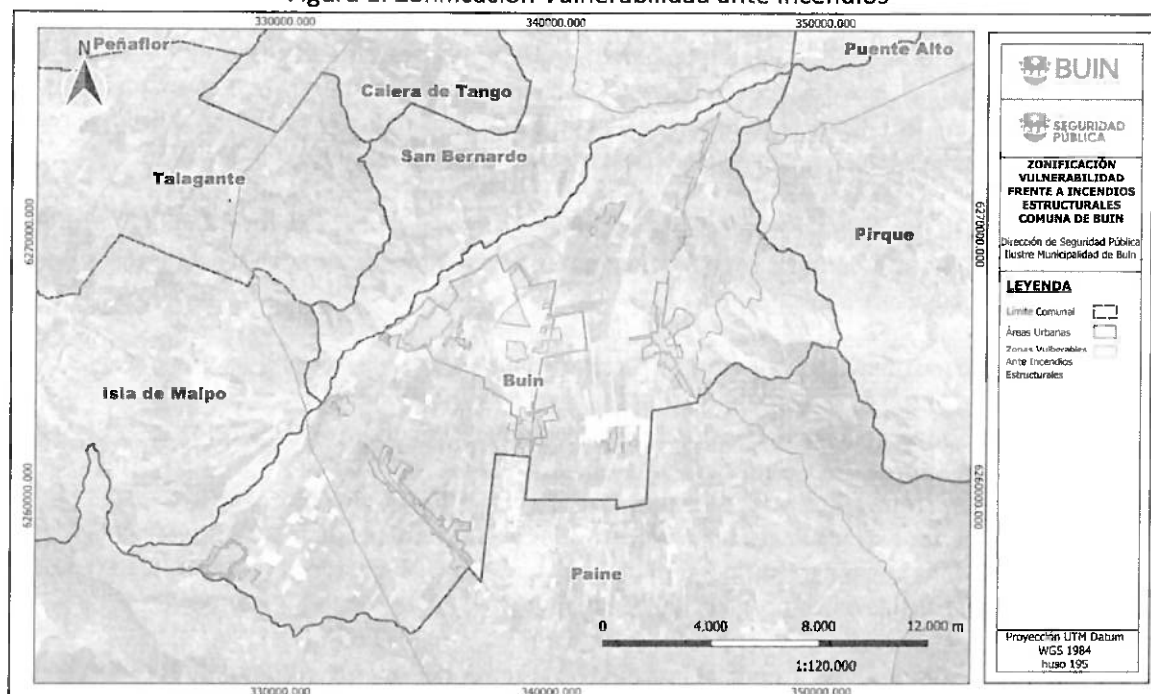 330000.000
340000.000
350000.000
N
Peñaflor
Puente Alto
Calera de Tango
San Bernardo
Talagante
Pirque
6270000.000
6270000.000
Isla de Maipo
Buin
6260000.000
6260000.000
Paine
0 4.000 8.000 12.000 m
1:120.000
330000.000
340000.000
350000.000
BUIN
SEGURIDAD
PÚBLICA
ZONIFICACIÓN
VULNERABILIDAD
FRENTE A INCENDIOS
ESTRUCTURALES
COMUNA DE BUIN
Dirección de Seguridad Pública
Ilustre Municipalidad de Buin
LEYENDA
Límite Comunal
Áreas Urbanas
Zonas Vulnerables
Ante Incendios
Estructurales
Proyección UTM Datum
WGS 1984
huso 19S